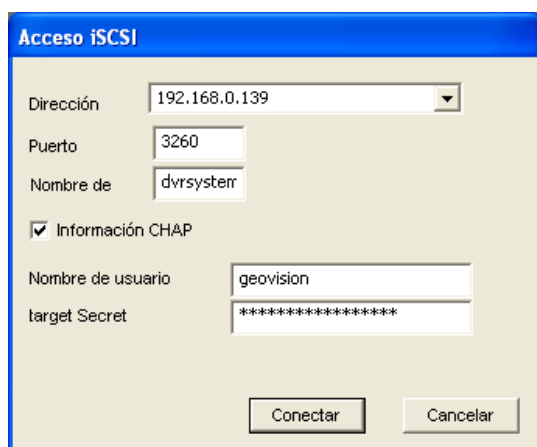 Acceso iSCSI
Dirección 192.168.0.139
Puerto 3260
Nombre de dvrsystem
Información CHAP
Nombre de usuario geovision
target Secret *****************
Conectar Cancelar